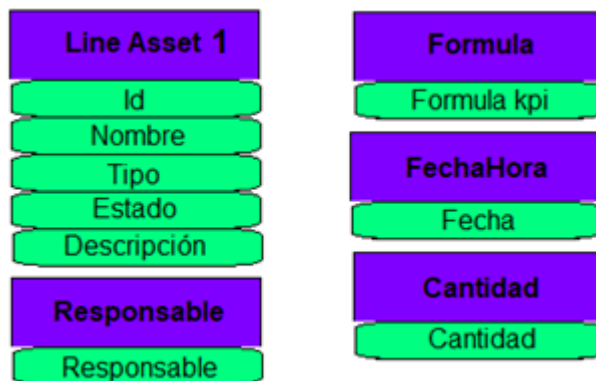 Line Asset 1
Id
Nombre
Tipo
Estado
Descripción
Responsable
Responsable
Formula
Formula kpi
FechaHora
Fecha
Cantidad
Cantidad